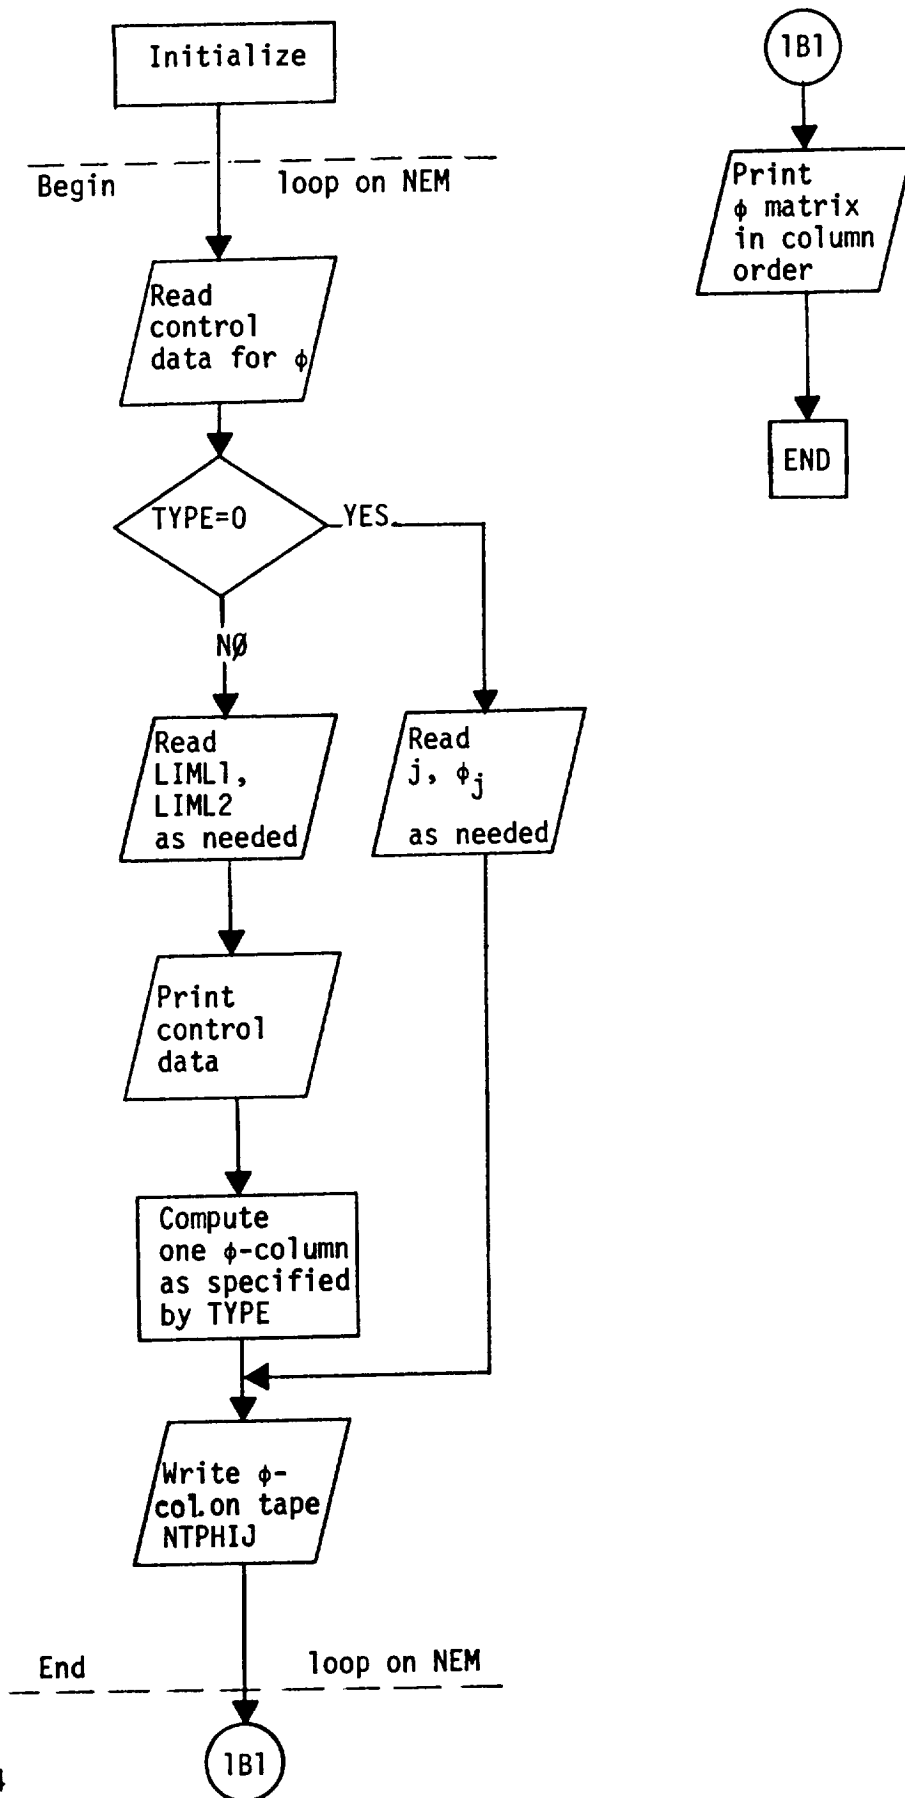 Initialize
Begin loop on NEM
Read
control
data for ϕ
TYPE=0
YES
NØ
Read
LIML1,
LIML2
as needed
Read
j, ϕj
as needed
Print
control
data
Compute
one ϕ-column
as specified
by TYPE
Write ϕ-
col.on tape
NTPHIJ
End loop on NEM
1B1
4
1B1
Print
ϕ matrix
in column
order
END